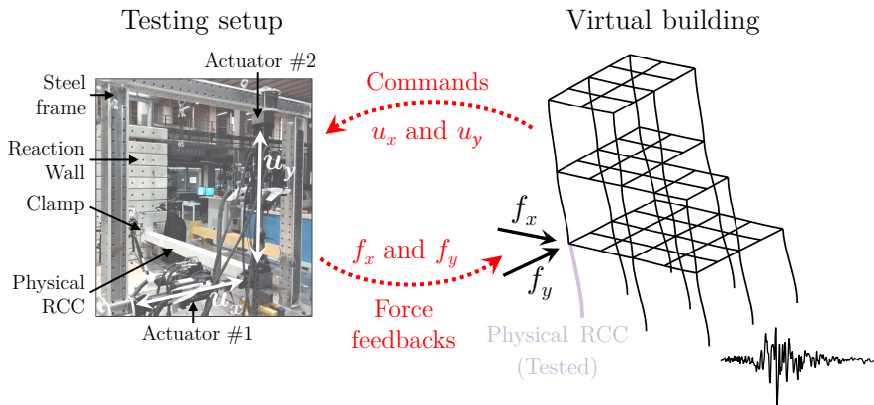 Testing setup
Virtual building
Actuator #2
Steel
frame
Reaction
Wall
Clamp
Physical
RCC
Actuator #1
u_y
u_x
Commands
u_x and u_y
f_x and f_y
Force
feedbacks
f_x
f_y
Physical RCC
(Tested)